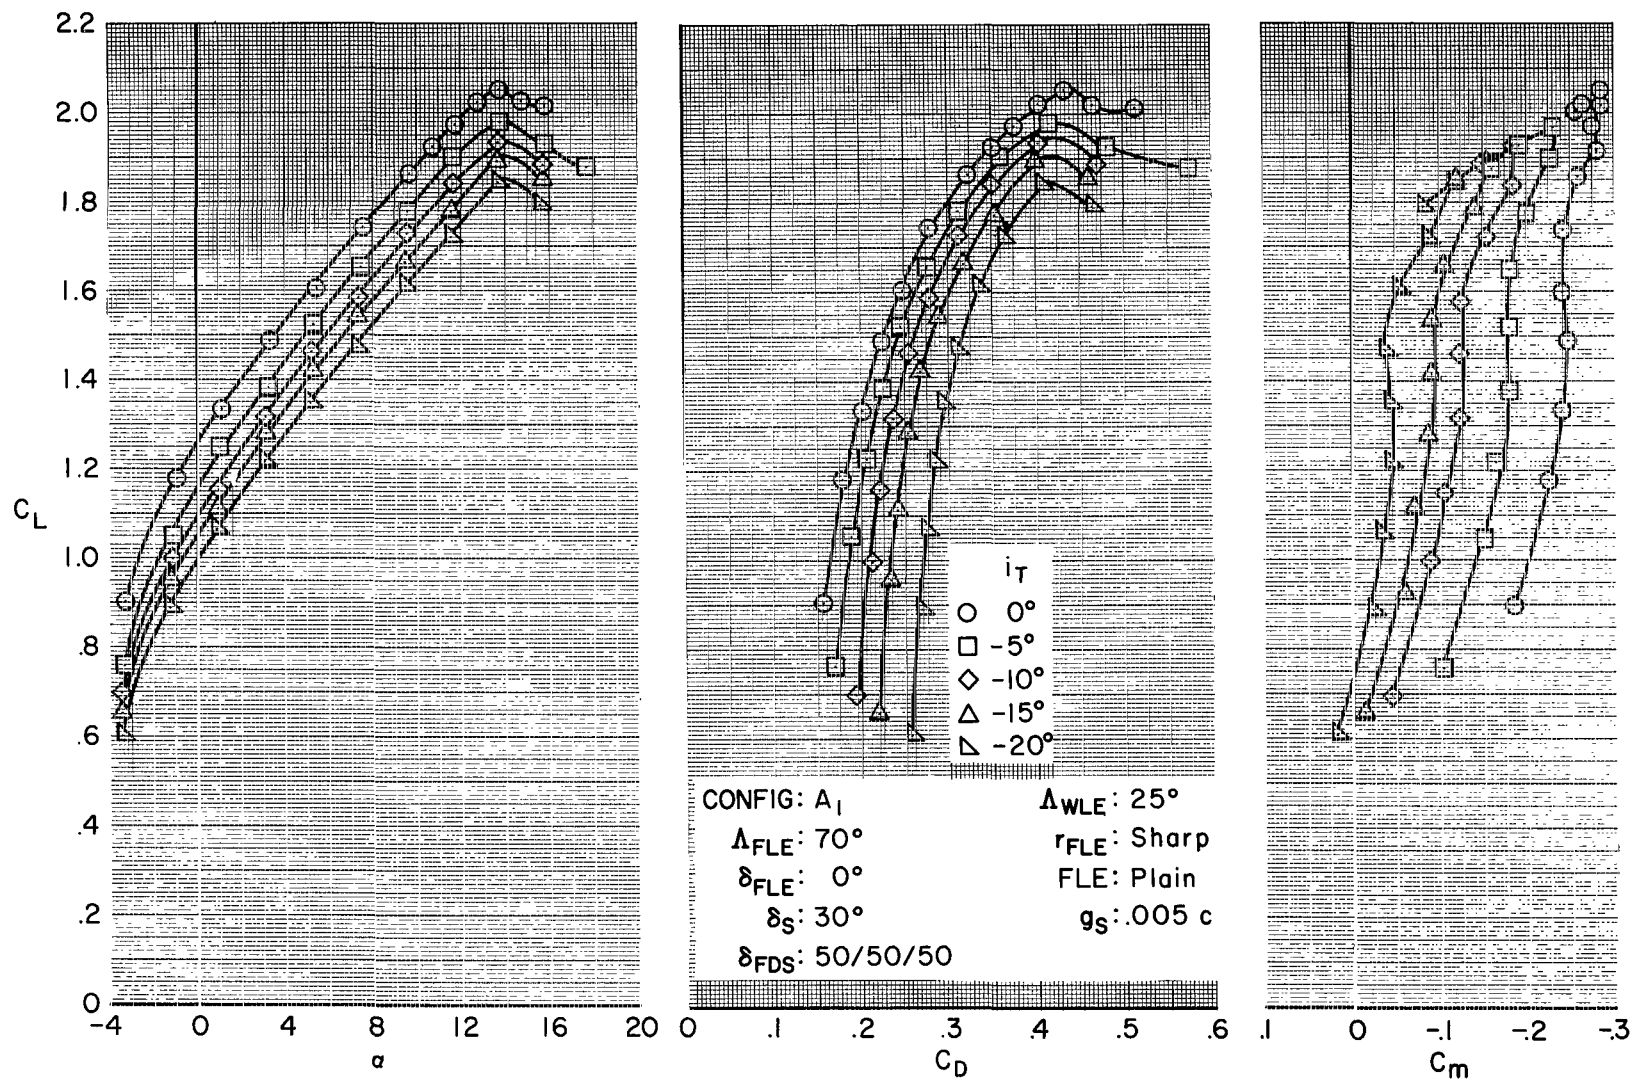 2.2
2.0
1.8
1.6
1.4
1.2
C_L
1.0
.8
.6
.4
.2
0
-4 0 4 8 12 16 20
α
i_T
0°
-5°
-10°
-15°
-20°
CONFIG: A_1
Λ_WLE: 25°
Λ_FLE: 70°
r_FLE: Sharp
δ_FLE: 0°
FLE: Plain
δ_S: 30°
g_S: .005 c
δ_FDS: 50/50/50
0 .1 .2 .3 .4 .5 .6
C_D
.1 0 -.1 -.2 -.3
C_m